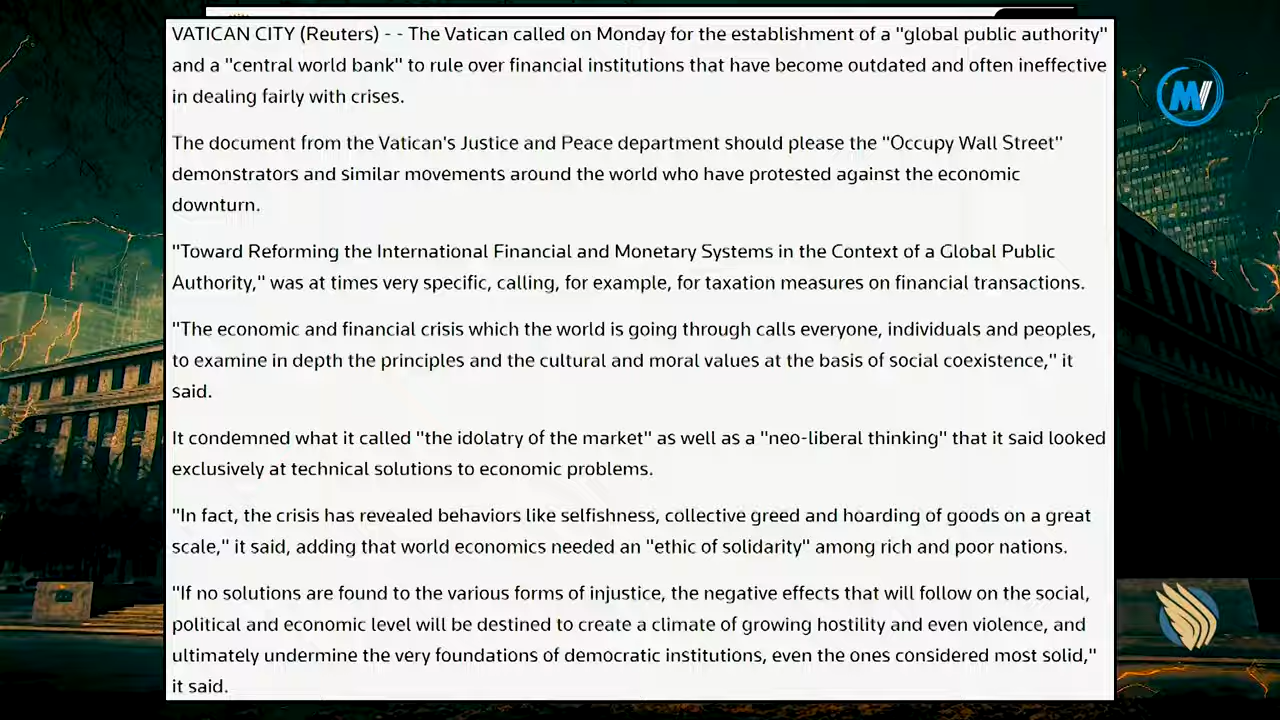 VATICAN CITY (Reuters) - - The Vatican called on Monday for the establishment of a "global public authority"
and a "central world bank" to rule over financial institutions that have become outdated and often ineffective
in dealing fairly with crises.
The document from the Vatican's Justice and Peace department should please the "Occupy Wall Street"
demonstrators and similar movements around the world who have protested against the economic
downturn.
"Toward Reforming the International Financial and Monetary Systems in the Context of a Global Public
Authority," was at times very specific, calling, for example, for taxation measures on financial transactions.
"The economic and financial crisis which the world is going through calls everyone, individuals and peoples,
to examine in depth the principles and the cultural and moral values at the basis of social coexistence," it
said.
It condemned what it called "the idolatry of the market" as well as a "neo-liberal thinking" that it said looked
exclusively at technical solutions to economic problems.
"In fact, the crisis has revealed behaviors like selfishness, collective greed and hoarding of goods on a great
scale," it said, adding that world economics needed an "ethic of solidarity" among rich and poor nations.
"If no solutions are found to the various forms of injustice, the negative effects that will follow on the social,
political and economic level will be destined to create a climate of growing hostility and even violence, and
ultimately undermine the very foundations of democratic institutions, even the ones considered most solid,"
it said.